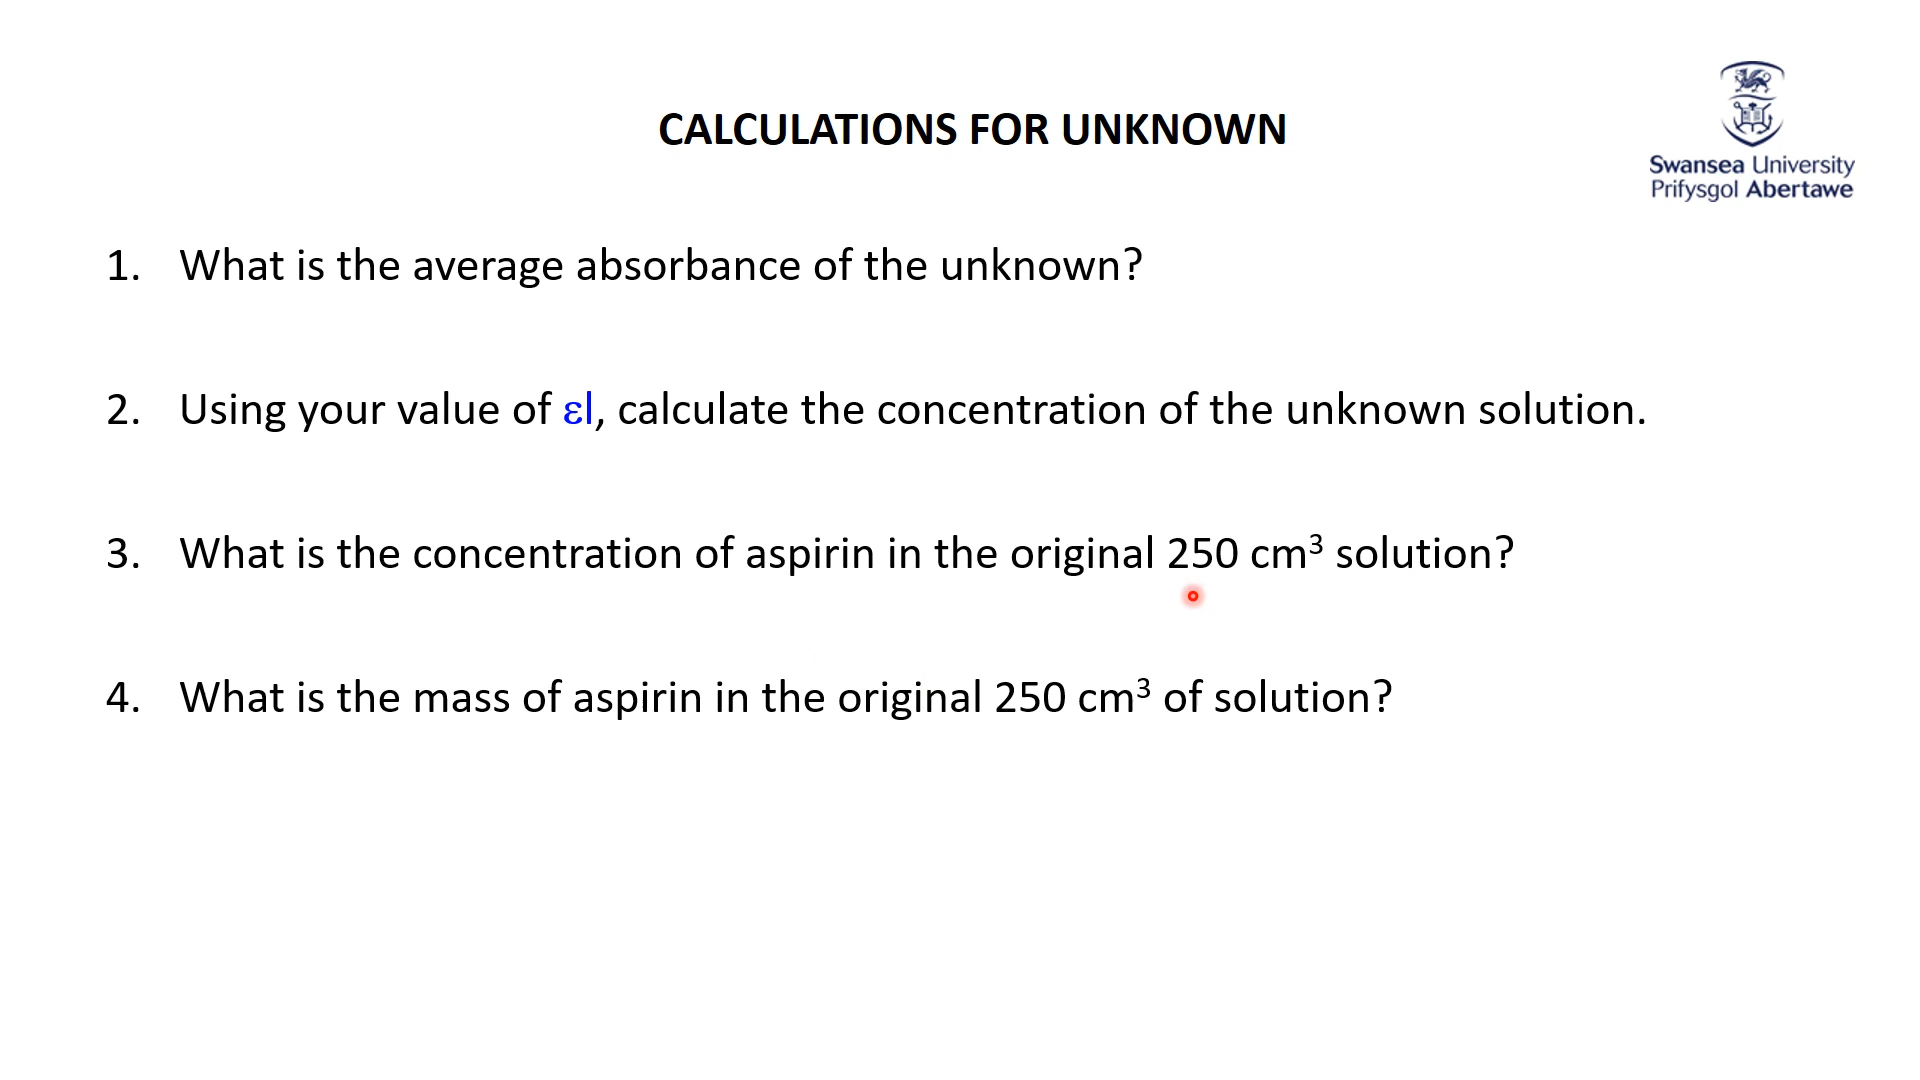 CALCULATIONS FOR UNKNOWN
Swansea University
Prifysgol Abertawe
1. What is the average absorbance of the unknown?
2. Using your value of εl, calculate the concentration of the unknown solution.
3. What is the concentration of aspirin in the original 250 cm³ solution?
4. What is the mass of aspirin in the original 250 cm³ of solution?